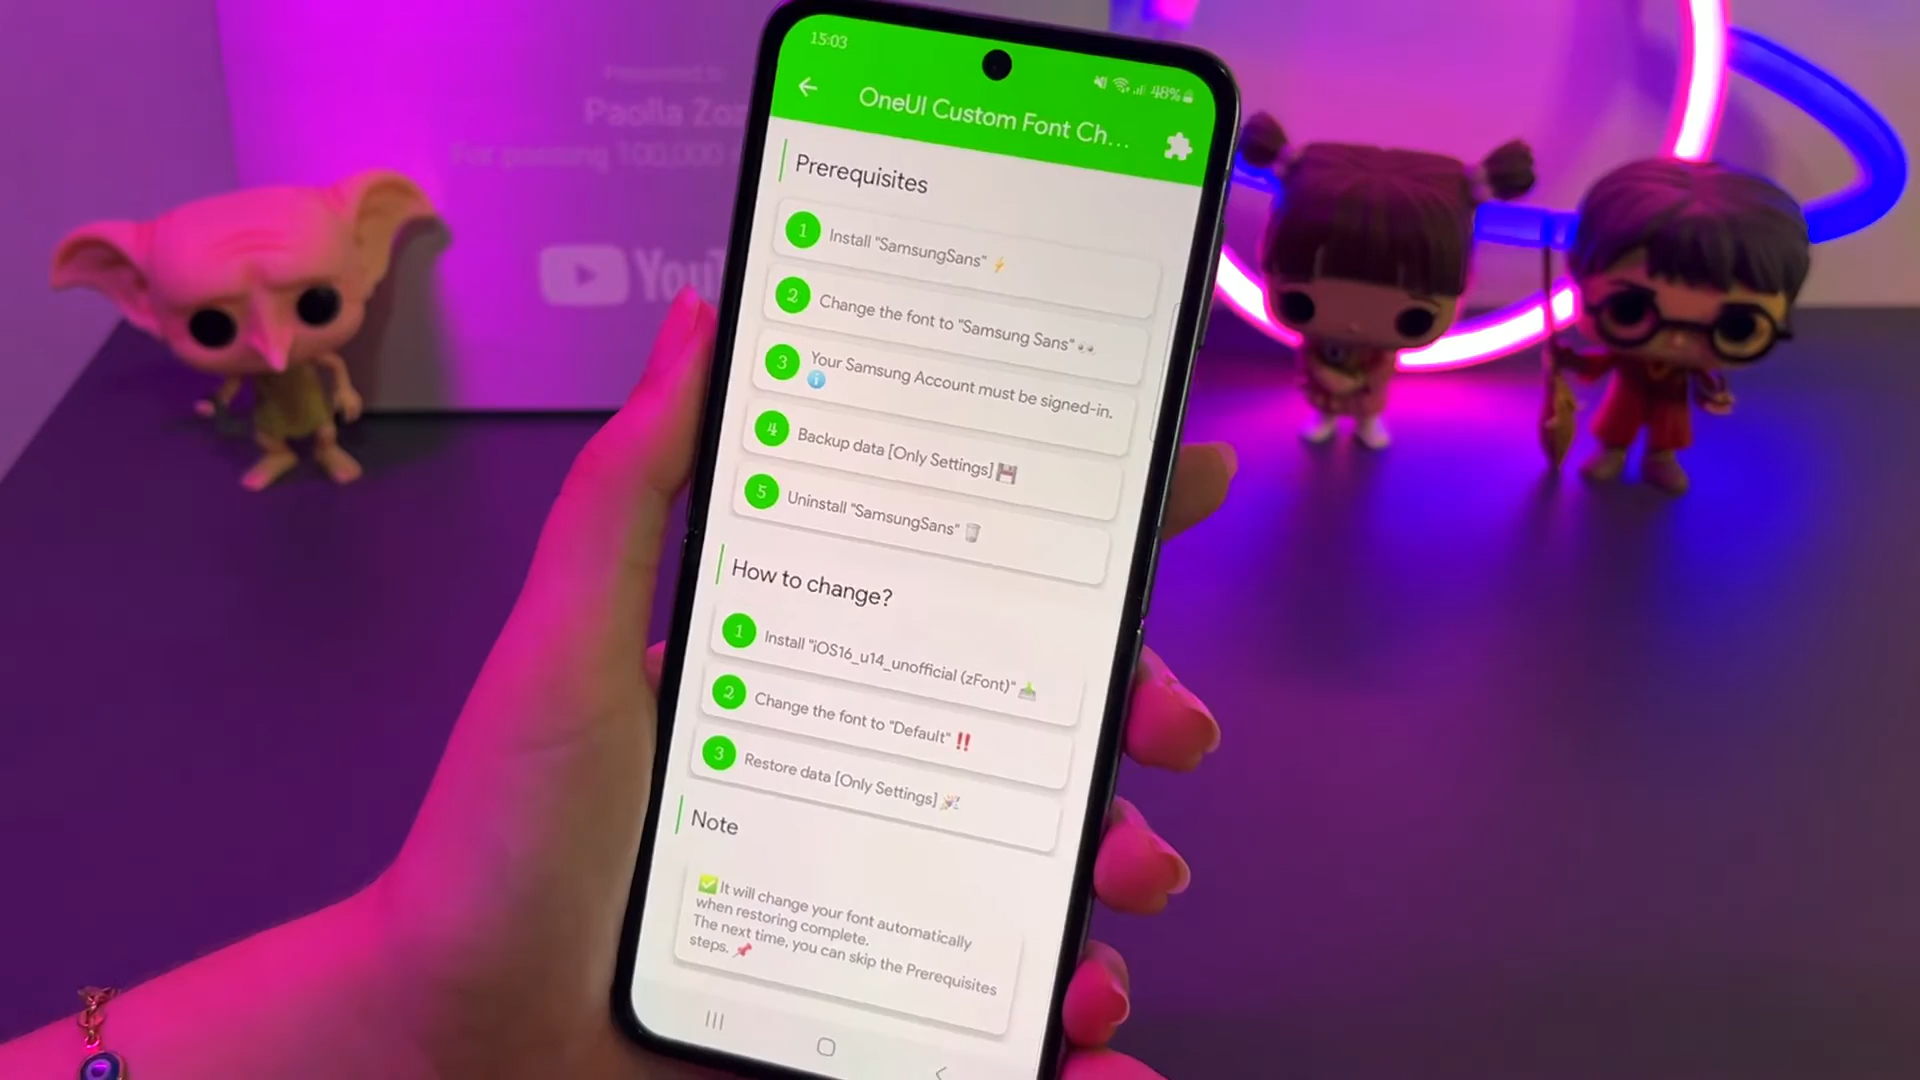 Presented to
Paolla Zoz
For passing 100,000
YouT
15:03
48%
OneUI Custom Font Ch...
Prerequisites
1 Install "SamsungSans" ⚡
2 Change the font to "Samsung Sans" 👀
3 Your Samsung Account must be signed-in. ℹ️
4 Backup data [Only Settings] 💾
5 Uninstall "SamsungSans" 🗑️
How to change?
1 Install "iOS16_u14_unofficial (zFont)" 📥
2 Change the font to "Default" ‼️
3 Restore data [Only Settings] 🎉
Note
✅ It will change your font automatically
when restoring complete.
The next time, you can skip the Prerequisites
steps. 📌